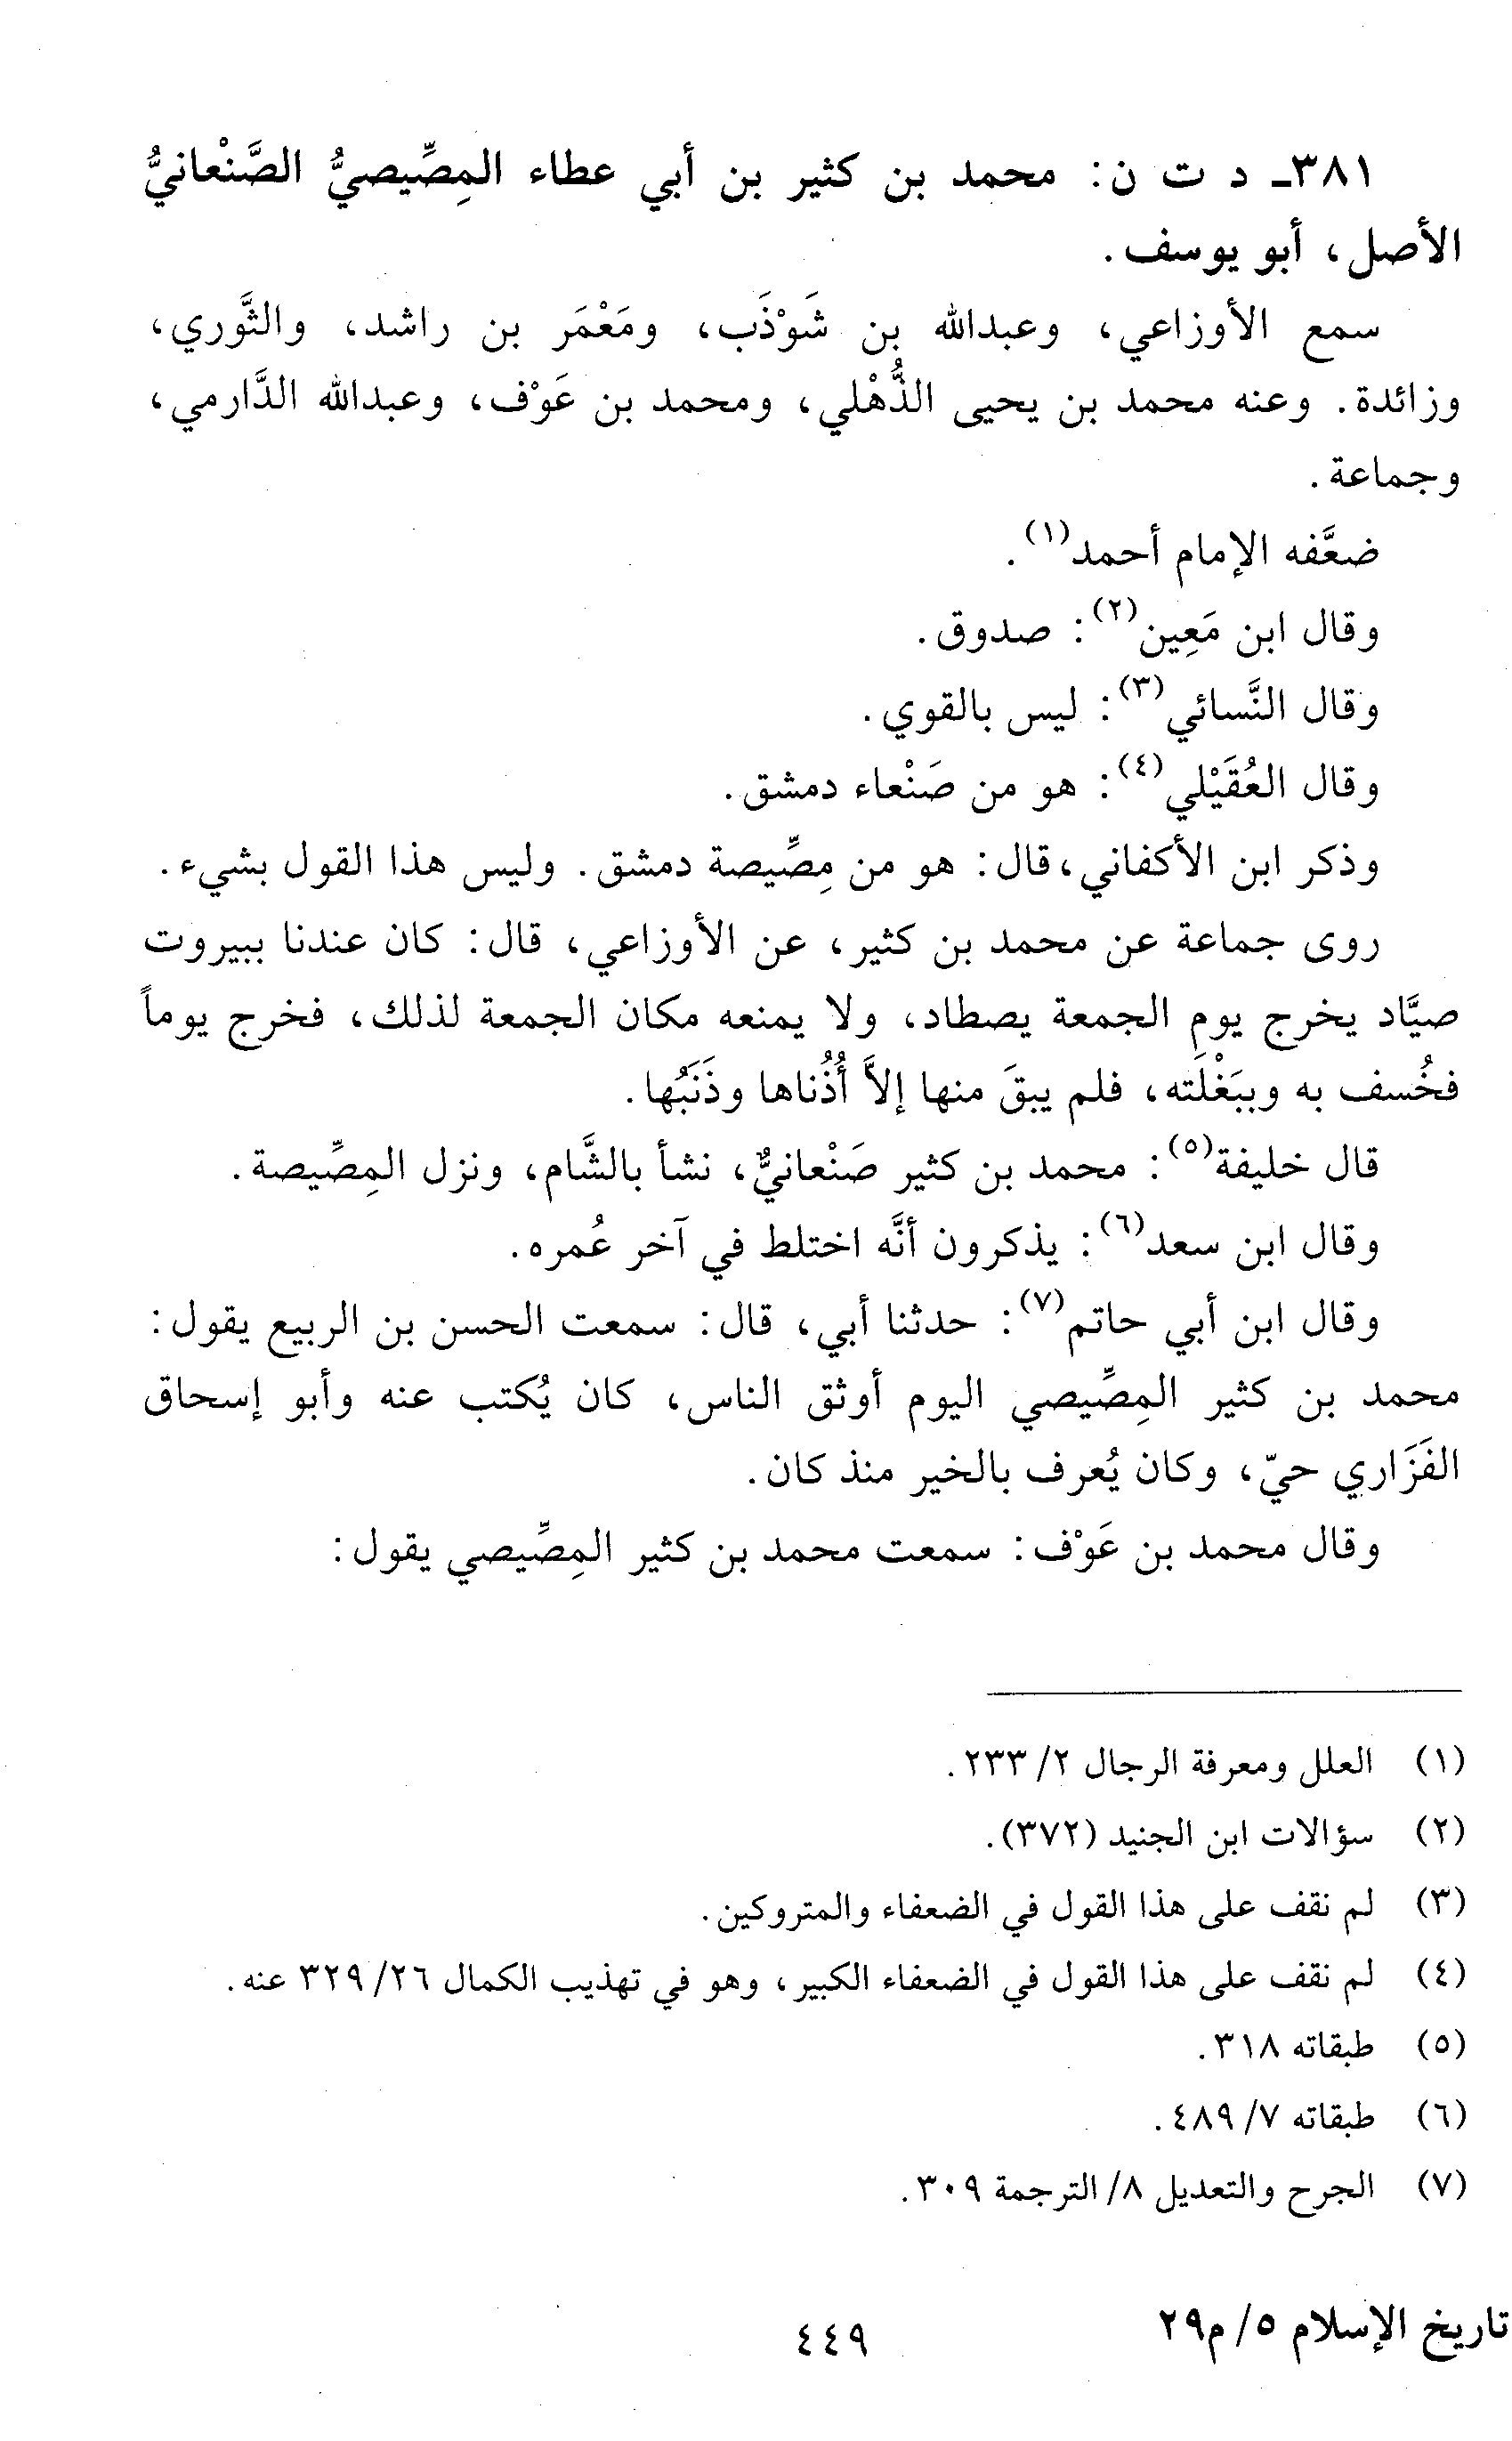 ٣٨١ـ د ت ن: محمد بن كثير بن أبي عطاء المِصِّيصيُّ الصَّنْعانيُّ
الأصل، أبو يوسف.
سمع الأوزاعي، وعبدالله بن شَوْذَب، ومَعْمَر بن راشد، والثَّوري،
وزائدة. وعنه محمد بن يحيى الذُّهْلي، ومحمد بن عَوْف، وعبدالله الدَّارمي،
وجماعة.
ضعَّفه الإمام أحمد(١).
وقال ابن مَعِين(٢): صدوق.
وقال النَّسائي(٣): ليس بالقوي.
وقال العُقَيْلي(٤): هو من صَنْعاء دمشق.
وذكر ابن الأكفاني، قال: هو من مِصِّيصة دمشق. وليس هذا القول بشيء.
روى جماعة عن محمد بن كثير، عن الأوزاعي، قال: كان عندنا ببيروت
صيَّاد يخرج يوم الجمعة يصطاد، ولا يمنعه مكان الجمعة لذلك، فخرج يوماً
فخُسف به وببَغْلَته، فلم يبقَ منها إلاَّ أُذُناها وذَنَبُها.
قال خليفة(٥): محمد بن كثير صَنْعانيٌّ، نشأ بالشَّام، ونزل المِصِّيصة.
وقال ابن سعد(٦): يذكرون أنَّه اختلط في آخر عُمره.
وقال ابن أبي حاتم(٧): حدثنا أبي، قال: سمعت الحسن بن الربيع يقول:
محمد بن كثير المِصِّيصي اليوم أوثق الناس، كان يُكتب عنه وأبو إسحاق
الفَزَاري حيّ، وكان يُعرف بالخير منذ كان.
وقال محمد بن عَوْف: سمعت محمد بن كثير المِصِّيصي يقول:
(١) العلل ومعرفة الرجال ٢/ ٢٣٣.
(٢) سؤالات ابن الجنيد (٣٧٢).
(٣) لم نقف على هذا القول في الضعفاء والمتروكين.
(٤) لم نقف على هذا القول في الضعفاء الكبير، وهو في تهذيب الكمال ٢٦/ ٣٢٩ عنه.
(٥) طبقاته ٣١٨.
(٦) طبقاته ٧/ ٤٨٩.
(٧) الجرح والتعديل ٨/ الترجمة ٣٠٩.
تاريخ الإسلام ٥/ م٢٩
٤٤٩